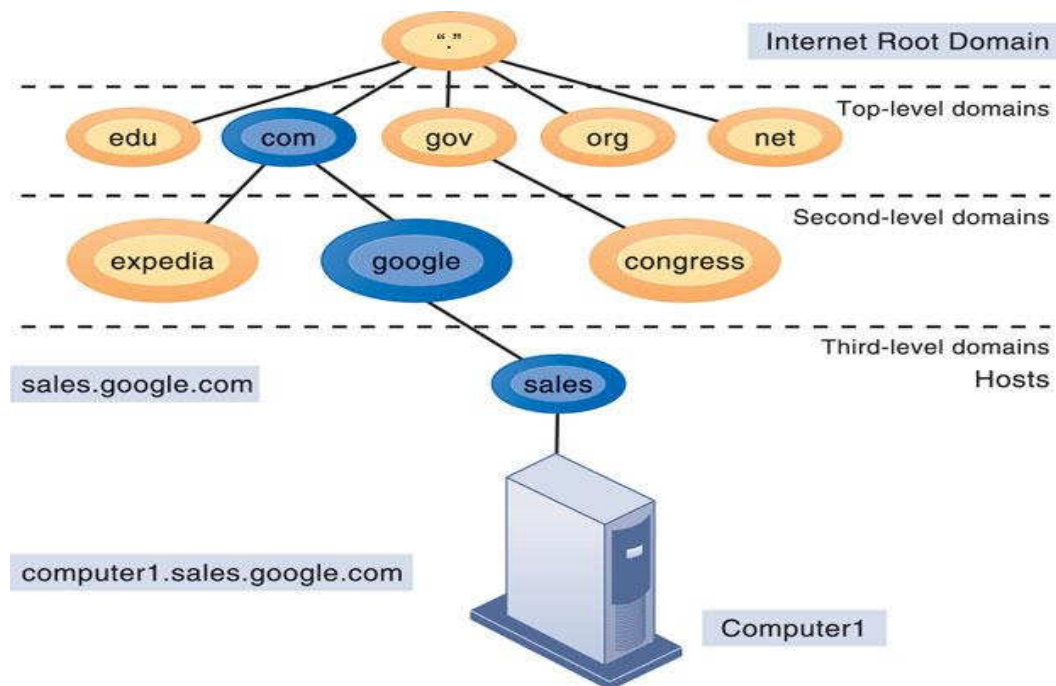 “.”
Internet Root Domain
Top-level domains
edu
com
gov
org
net
Second-level domains
expedia
google
congress
Third-level domains
Hosts
sales.google.com
sales
computer1.sales.google.com
Computer1